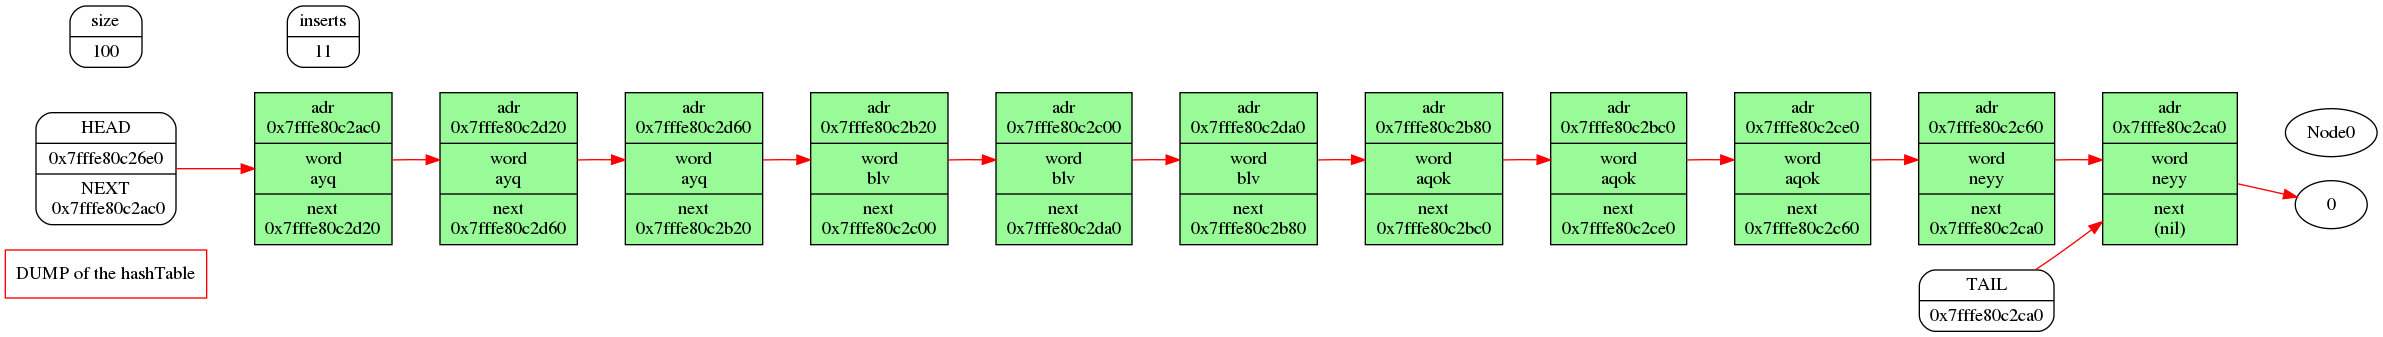 size
100
inserts
11
HEAD
0x7fffe80c26e0
NEXT
0x7fffe80c2ac0
DUMP of the hashTable
adr
0x7fffe80c2ac0
word
ayq
next
0x7fffe80c2d20
adr
0x7fffe80c2d20
word
ayq
next
0x7fffe80c2d60
adr
0x7fffe80c2d60
word
ayq
next
0x7fffe80c2b20
adr
0x7fffe80c2b20
word
blv
next
0x7fffe80c2c00
adr
0x7fffe80c2c00
word
blv
next
0x7fffe80c2da0
adr
0x7fffe80c2da0
word
blv
next
0x7fffe80c2b80
adr
0x7fffe80c2b80
word
aqok
next
0x7fffe80c2bc0
adr
0x7fffe80c2bc0
word
aqok
next
0x7fffe80c2ce0
adr
0x7fffe80c2ce0
word
aqok
next
0x7fffe80c2c60
adr
0x7fffe80c2c60
word
neyy
next
0x7fffe80c2ca0
adr
0x7fffe80c2ca0
word
neyy
next
(nil)
TAIL
0x7fffe80c2ca0
Node0
0